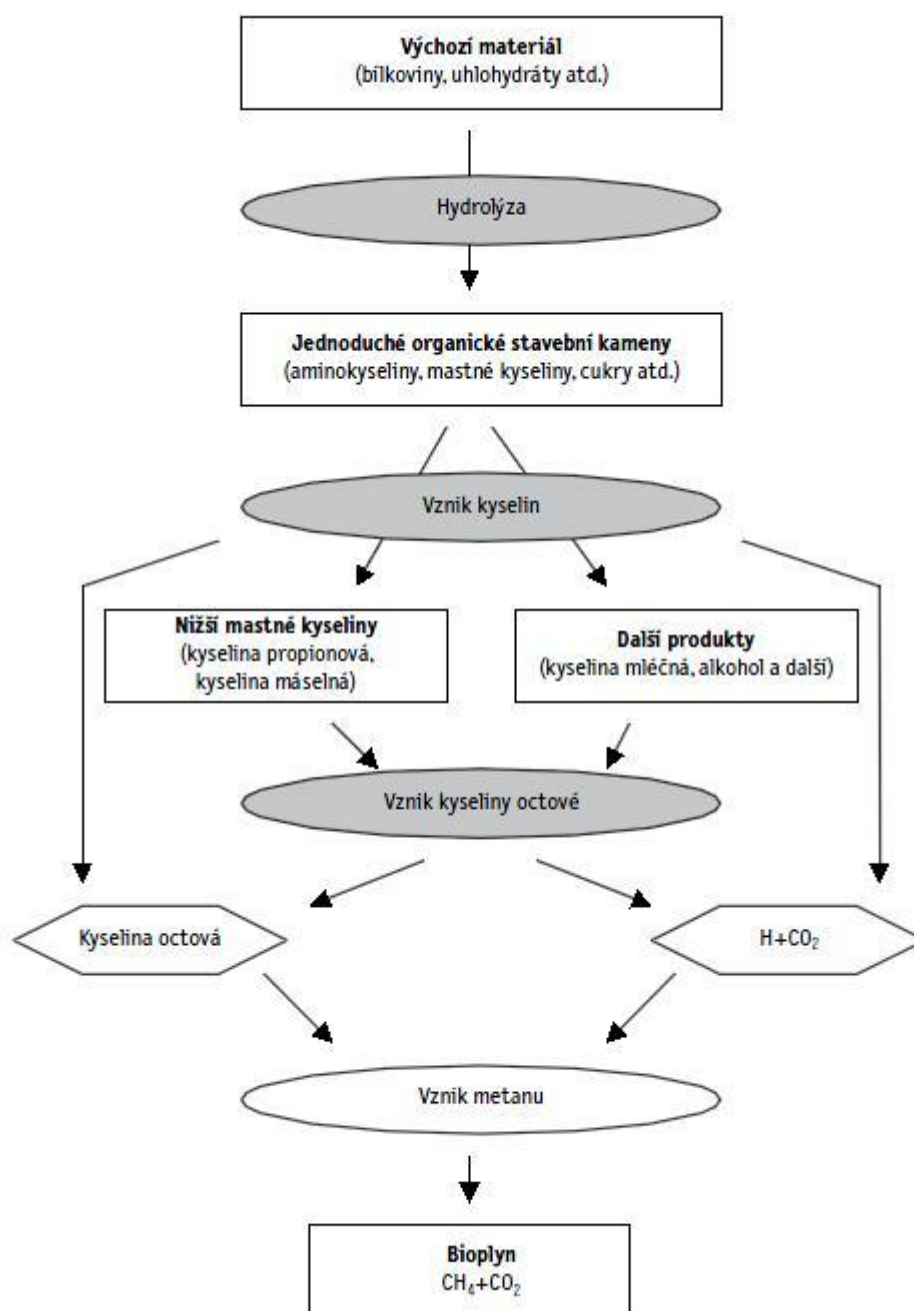 Výchozí materiál
(bílkoviny, uhlohydráty atd.)
Hydrolýza
Jednoduché organické stavební kameny
(aminokyseliny, mastné kyseliny, cukry atd.)
Vznik kyselin
Nižší mastné kyseliny
(kyselina propionová,
kyselina máselná)
Další produkty
(kyselina mléčná, alkohol a další)
Vznik kyseliny octové
Kyselina octová
H+CO₂
Vznik metanu
Bioplyn
CH₄+CO₂